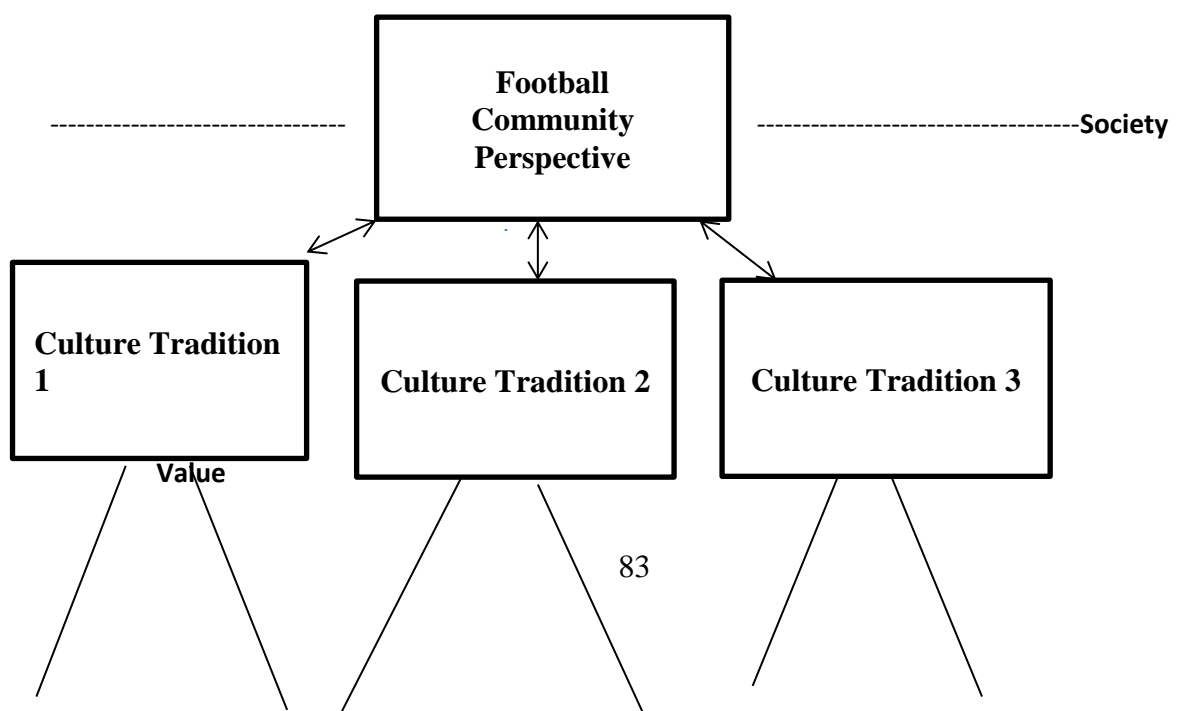 Football
Community
Perspective
------------------------------
---------------------------------Society
Culture Tradition
1
Culture Tradition 2
Culture Tradition 3
Value
83